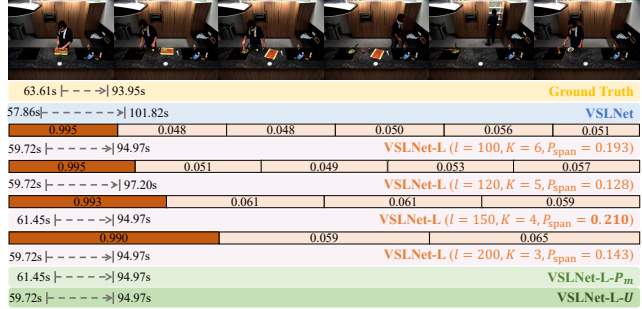 63.61s 93.95s Ground Truth
57.86s 101.82s VSLNet
0.995 0.048 0.048 0.050 0.056 0.051
59.72s 94.97s VSLNet-L (l = 100, K = 6, P_span = 0.193)
0.995 0.051 0.049 0.053 0.057
59.72s 97.20s VSLNet-L (l = 120, K = 5, P_span = 0.128)
0.993 0.061 0.061 0.059
61.45s 94.97s VSLNet-L (l = 150, K = 4, P_span = 0.210)
0.990 0.059 0.065
59.72s 94.97s VSLNet-L (l = 200, K = 3, P_span = 0.143)
61.45s 94.97s VSLNet-L-P_m
59.72s 94.97s VSLNet-L-U